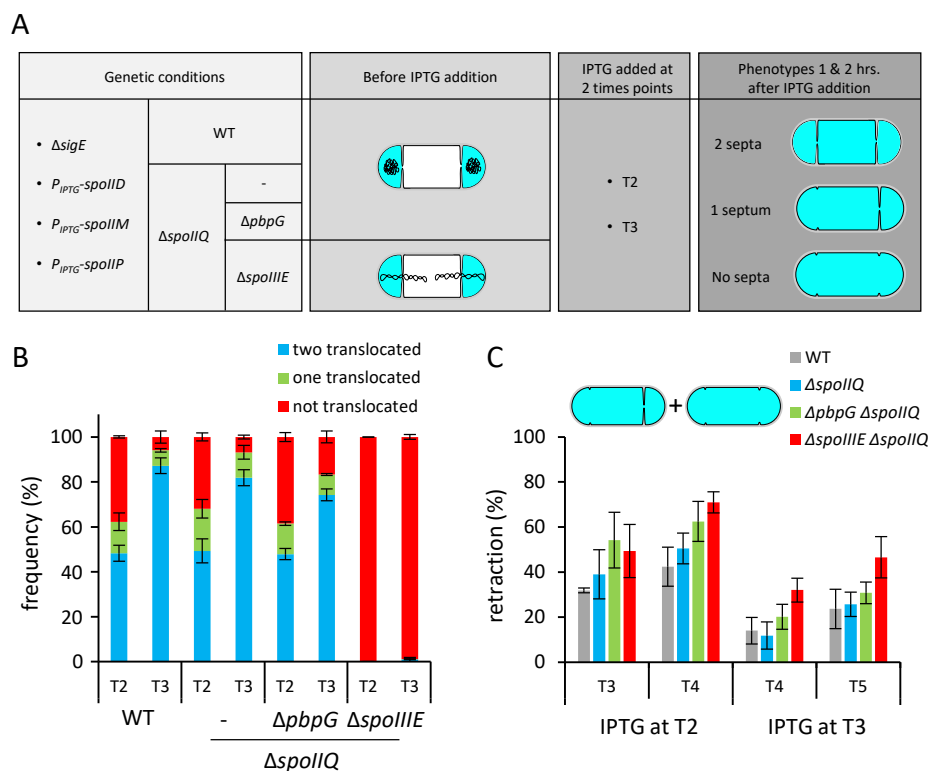 A
Genetic conditions
Before IPTG addition
IPTG added at
2 times points
Phenotypes 1 & 2 hrs.
after IPTG addition
• ΔsigE
• P_IPTG-spoIID
• P_IPTG-spoIIM
• P_IPTG-spoIIP
WT
ΔspoIIQ
-
ΔpbpG
ΔspoIIIE
• T2
• T3
2 septa
1 septum
No septa
B
two translocated
one translocated
not translocated
frequency (%)
100
80
60
40
20
0
T2 T3 T2 T3 T2 T3 T2 T3
WT - ΔpbpG ΔspoIIIE
ΔspoIIQ
C
WT
ΔspoIIQ
ΔpbpG ΔspoIIQ
ΔspoIIIE ΔspoIIQ
+
retraction (%)
100
80
60
40
20
0
T3 T4 T4 T5
IPTG at T2 IPTG at T3